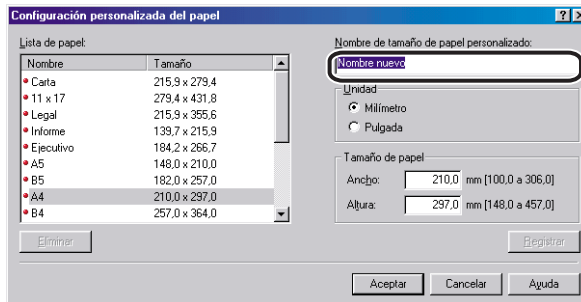 Configuración personalizada del papel
Lista de papel:
Nombre Tamaño
Carta 215,9 x 279,4
11 x 17 279,4 x 431,8
Legal 215,9 x 355,6
Informe 139,7 x 215,9
Ejecutivo 184,2 x 266,7
A5 148,0 x 210,0
B5 182,0 x 257,0
A4 210,0 x 297,0
B4 257,0 x 364,0
Eliminar
Nombre de tamaño de papel personalizado:
Nombre nuevo
Unidad
Milímetro
Pulgada
Tamaño de papel
Ancho: 210,0 mm [100,0 a 306,0]
Altura: 297,0 mm [148,0 a 457,0]
Registrar
Aceptar Cancelar Ayuda